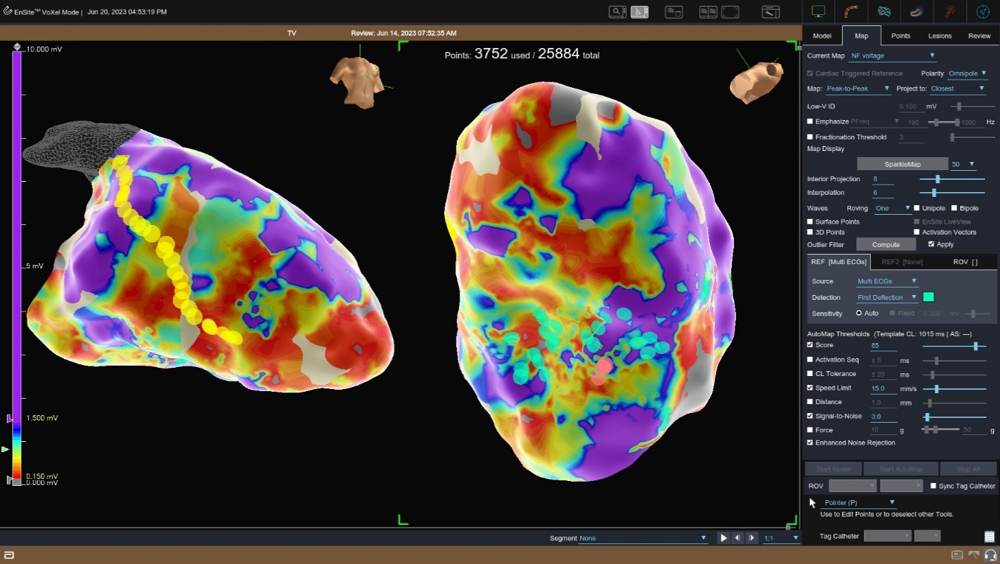 EnSite™ VoXel Mode | Jun 20, 2023 04:53:19 PM
TV Review: Jun 14, 2023 07:52:35 AM
Points: 3752 used / 25884 total
10.000 mV
5 mV
1.500 mV
0.150 mV
0.000 mV
Model Map Points Lesions Review
Current Map NF voltage
Cardiac Triggered Reference Polarity Omnipole
Map: Peak-to-Peak Project to: Closest
Low-V ID 0.100 mV
Emphasize PFreq 190 1000 Hz
Fractionation Threshold 3
Map Display
SparkleMap 50
Interior Projection 8
Interpolation 6
Waves Roving One Unipole Bipole
Surface Points EnSite LiveView
3D Points Activation Vectors
Outlier Filter Compute Apply
REF [Multi ECGs] REF2 [None] ROV [ ]
Source Multi ECGs
Detection First Deflection
Sensitivity Auto Fixed 0.300 mV
AutoMap Thresholds (Template CL: 1015 ms | AS: ---)
Score 85
Activation Seq ± 5 ms
CL Tolerance ± 20 ms
Speed Limit 15.0 mm/s
Distance 1.0 mm
Signal-to-Noise 3.0
Force 10 g 50 g
Enhanced Noise Rejection
Start Model Start AutoMap Stop All
ROV Sync Tag Catheter
Pointer (P)
Use to Edit Points or to deselect other Tools.
Tag Catheter
Segment None 1:1